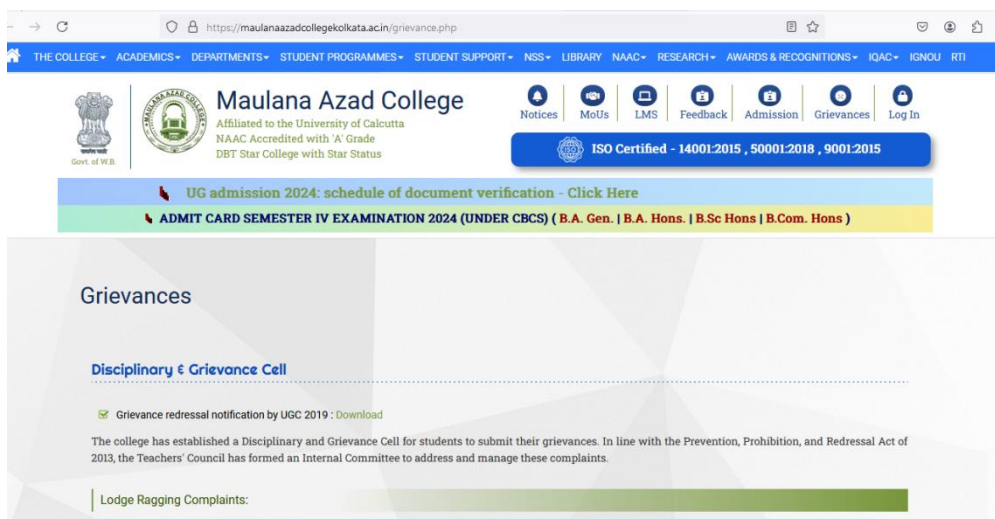 https://maulanaazadcollegekolkata.ac.in/grievance.php
THE COLLEGE ACADEMICS DEPARTMENTS STUDENT PROGRAMMES STUDENT SUPPORT NSS LIBRARY NAAC RESEARCH AWARDS & RECOGNITIONS IQAC IGNOU RTI
Govt. of W.B.
MAULANA AZAD COLLEGE
Maulana Azad College
Affiliated to the University of Calcutta
NAAC Accredited with 'A' Grade
DBT Star College with Star Status
Notices MoUs LMS Feedback Admission Grievances Log In
ISO ISO Certified - 14001:2015 , 50001:2018 , 9001:2015
UG admission 2024: schedule of document verification - Click Here
ADMIT CARD SEMESTER IV EXAMINATION 2024 (UNDER CBCS) ( B.A. Gen. | B.A. Hons. | B.Sc Hons | B.Com. Hons )
Grievances
Disciplinary & Grievance Cell
Grievance redressal notification by UGC 2019 : Download
The college has established a Disciplinary and Grievance Cell for students to submit their grievances. In line with the Prevention, Prohibition, and Redressal Act of
2013, the Teachers' Council has formed an Internal Committee to address and manage these complaints.
Lodge Ragging Complaints: